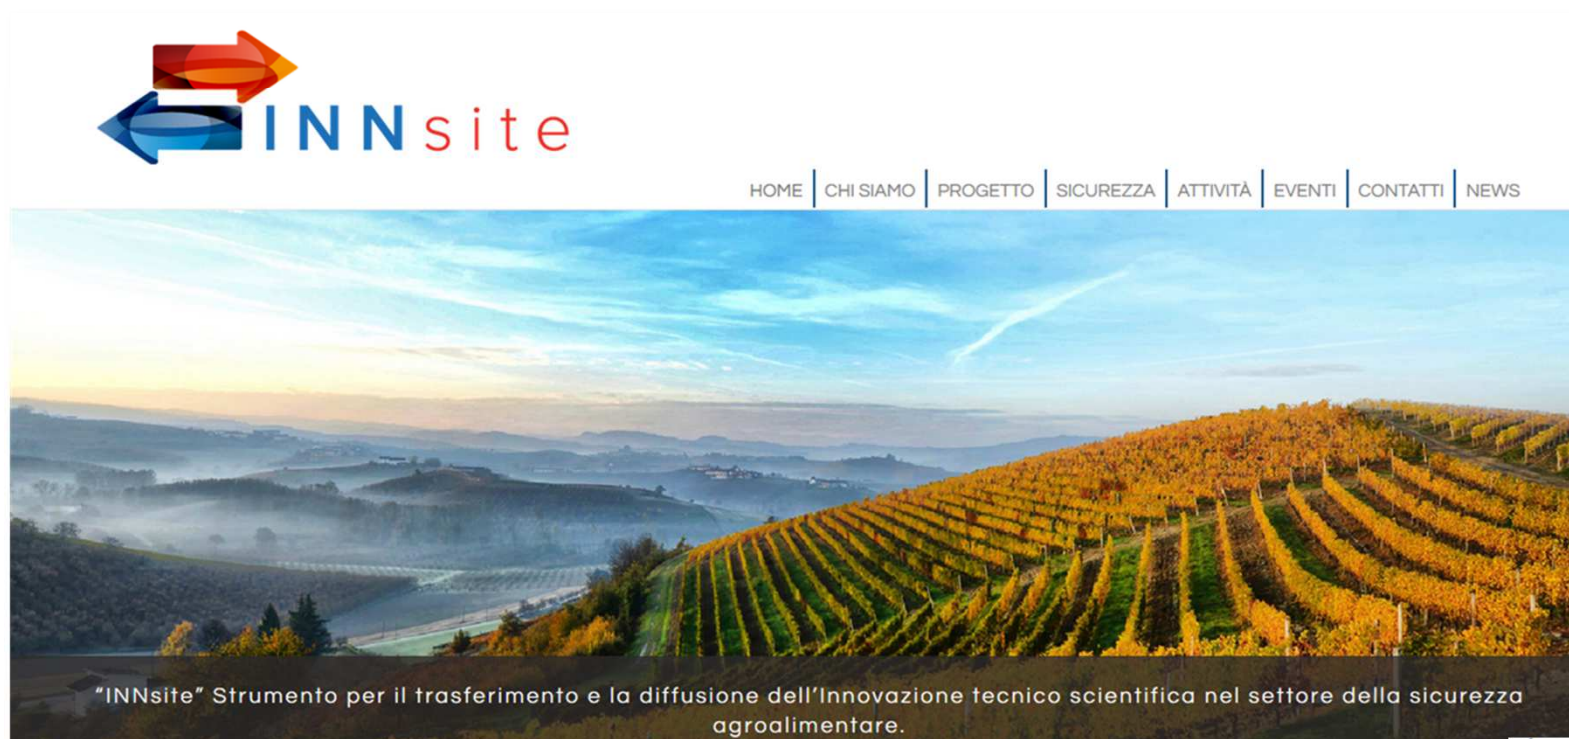 INNsite
HOME CHI SIAMO PROGETTO SICUREZZA ATTIVITÀ EVENTI CONTATTI NEWS
"INNsite" Strumento per il trasferimento e la diffusione dell'Innovazione tecnico scientifica nel settore della sicurezza
agroalimentare.